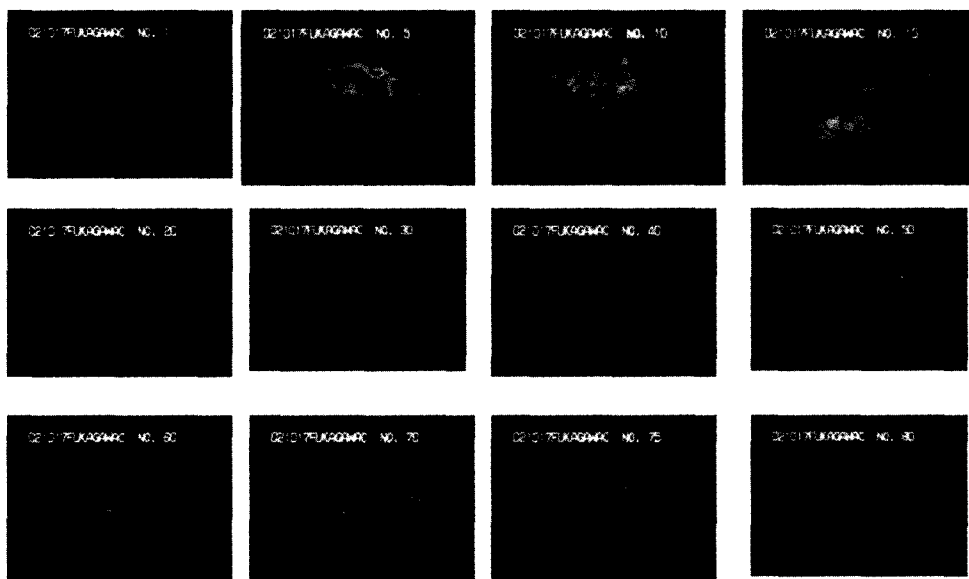 021017FUKAGAWAC NO. 1
021017FUKAGAWAC NO. 5
021017FUKAGAWAC NO. 10
021017FUKAGAWAC NO. 15
021017FUKAGAWAC NO. 20
021017FUKAGAWAC NO. 30
021017FUKAGAWAC NO. 40
021017FUKAGAWAC NO. 50
021017FUKAGAWAC NO. 60
021017FUKAGAWAC NO. 70
021017FUKAGAWAC NO. 75
021017FUKAGAWAC NO. 80